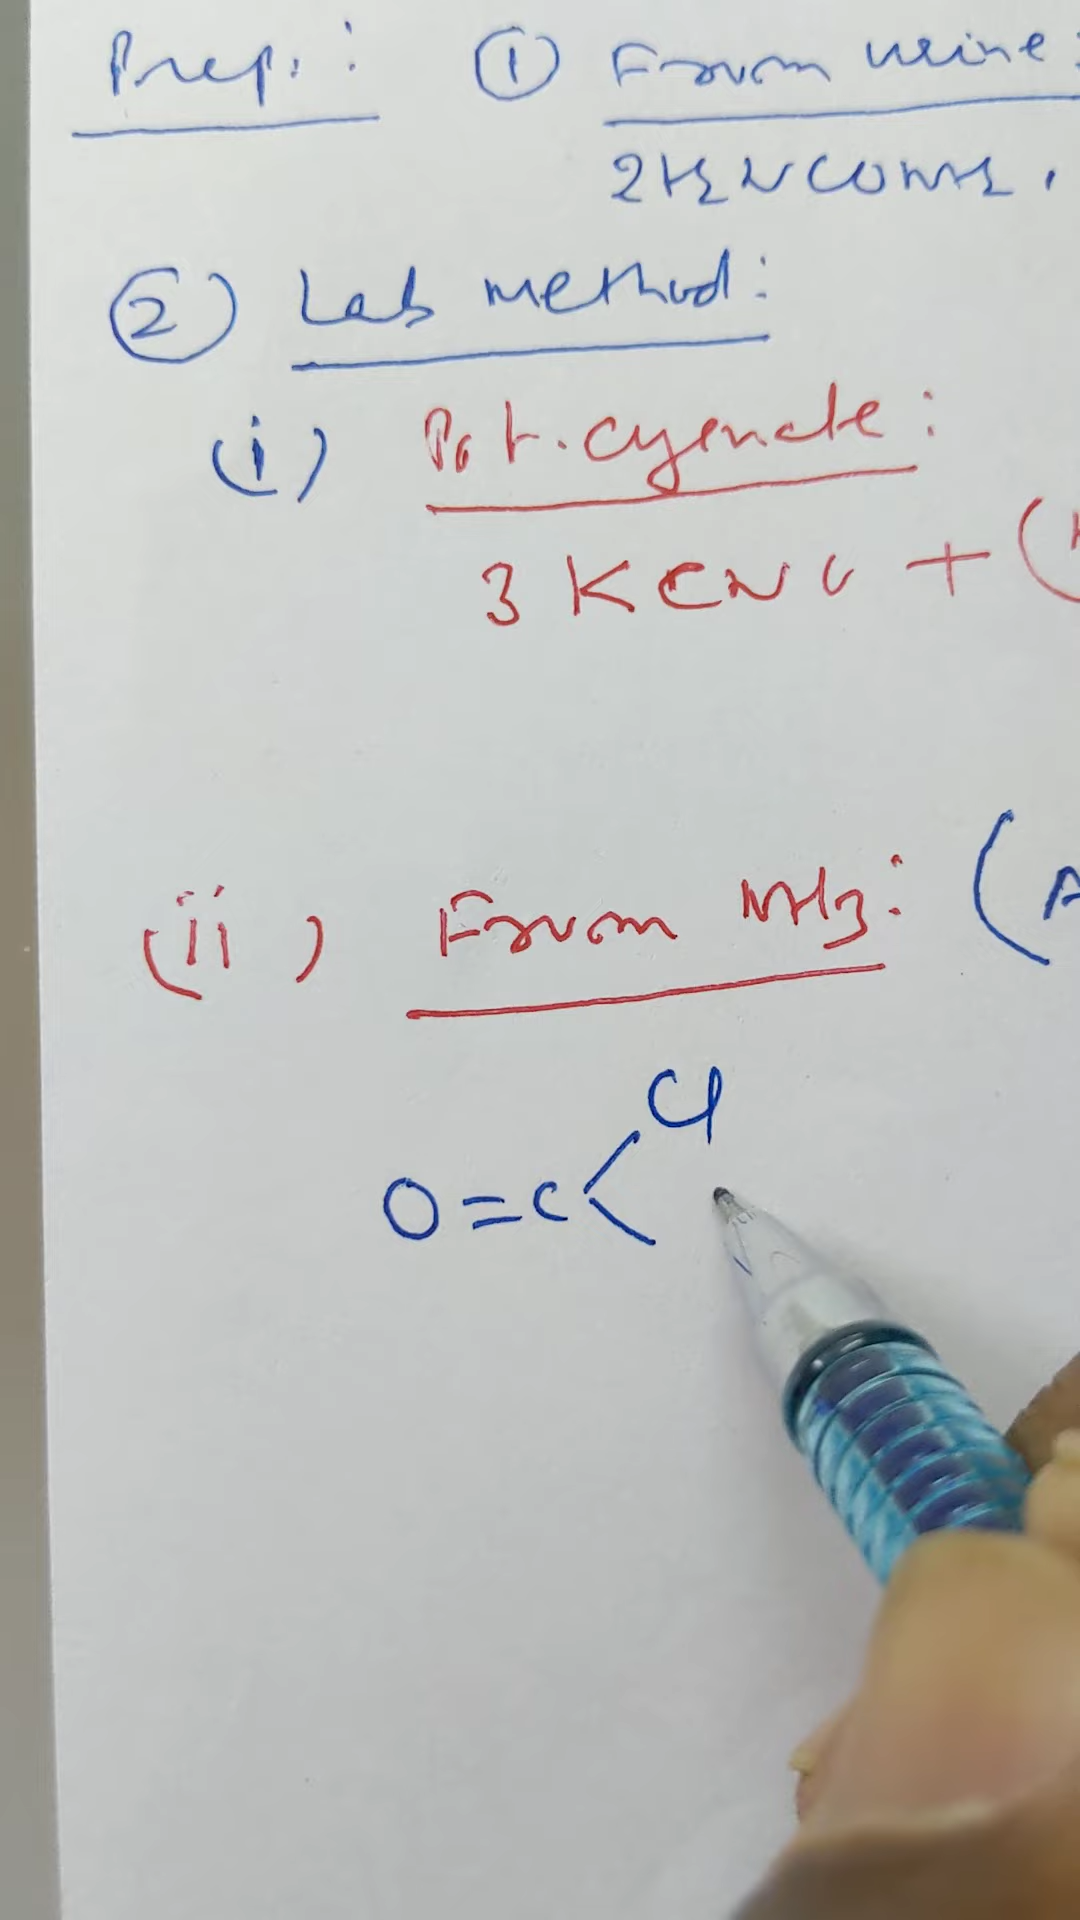 Prep. : ① From urine :
2H2NCONH2 .
② Lab method :
(i) Pot. cyanate :
3 KCNO + (
(ii) From NH3 : (A
Cl
O=C<